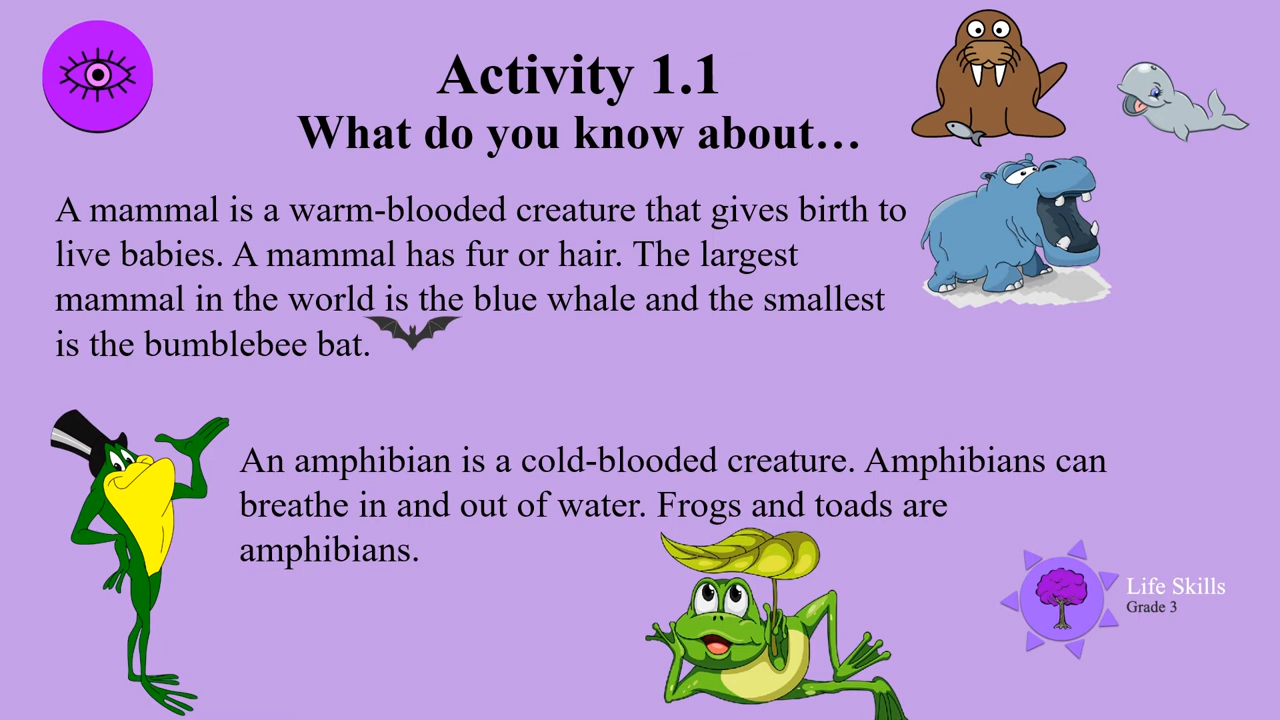 Activity 1.1
What do you know about…
A mammal is a warm-blooded creature that gives birth to
live babies. A mammal has fur or hair. The largest
mammal in the world is the blue whale and the smallest
is the bumblebee bat.
An amphibian is a cold-blooded creature. Amphibians can
breathe in and out of water. Frogs and toads are
amphibians.
Life Skills
Grade 3